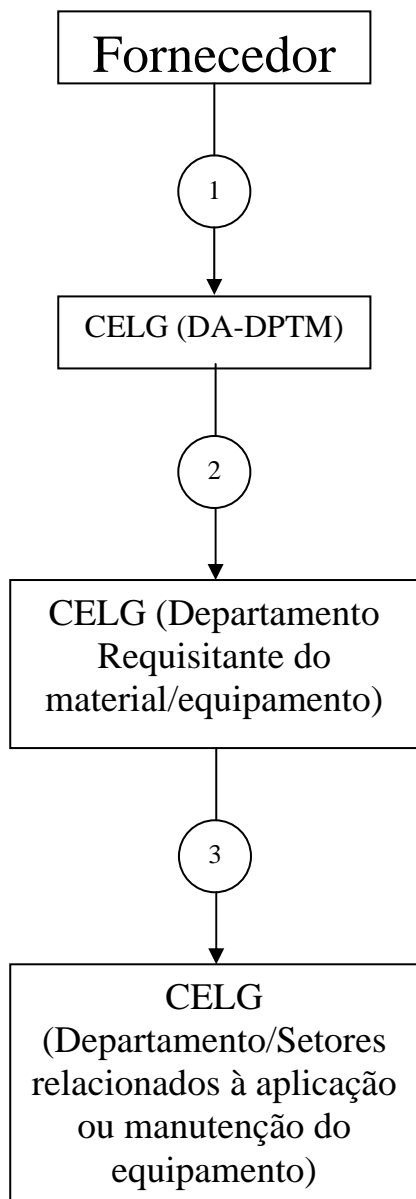 Fornecedor
1
CELG (DA-DPTM)
2
CELG (Departamento
Requisitante do
material/equipamento)
3
CELG
(Departamento/Setores
relacionados à aplicação
ou manutenção do
equipamento)